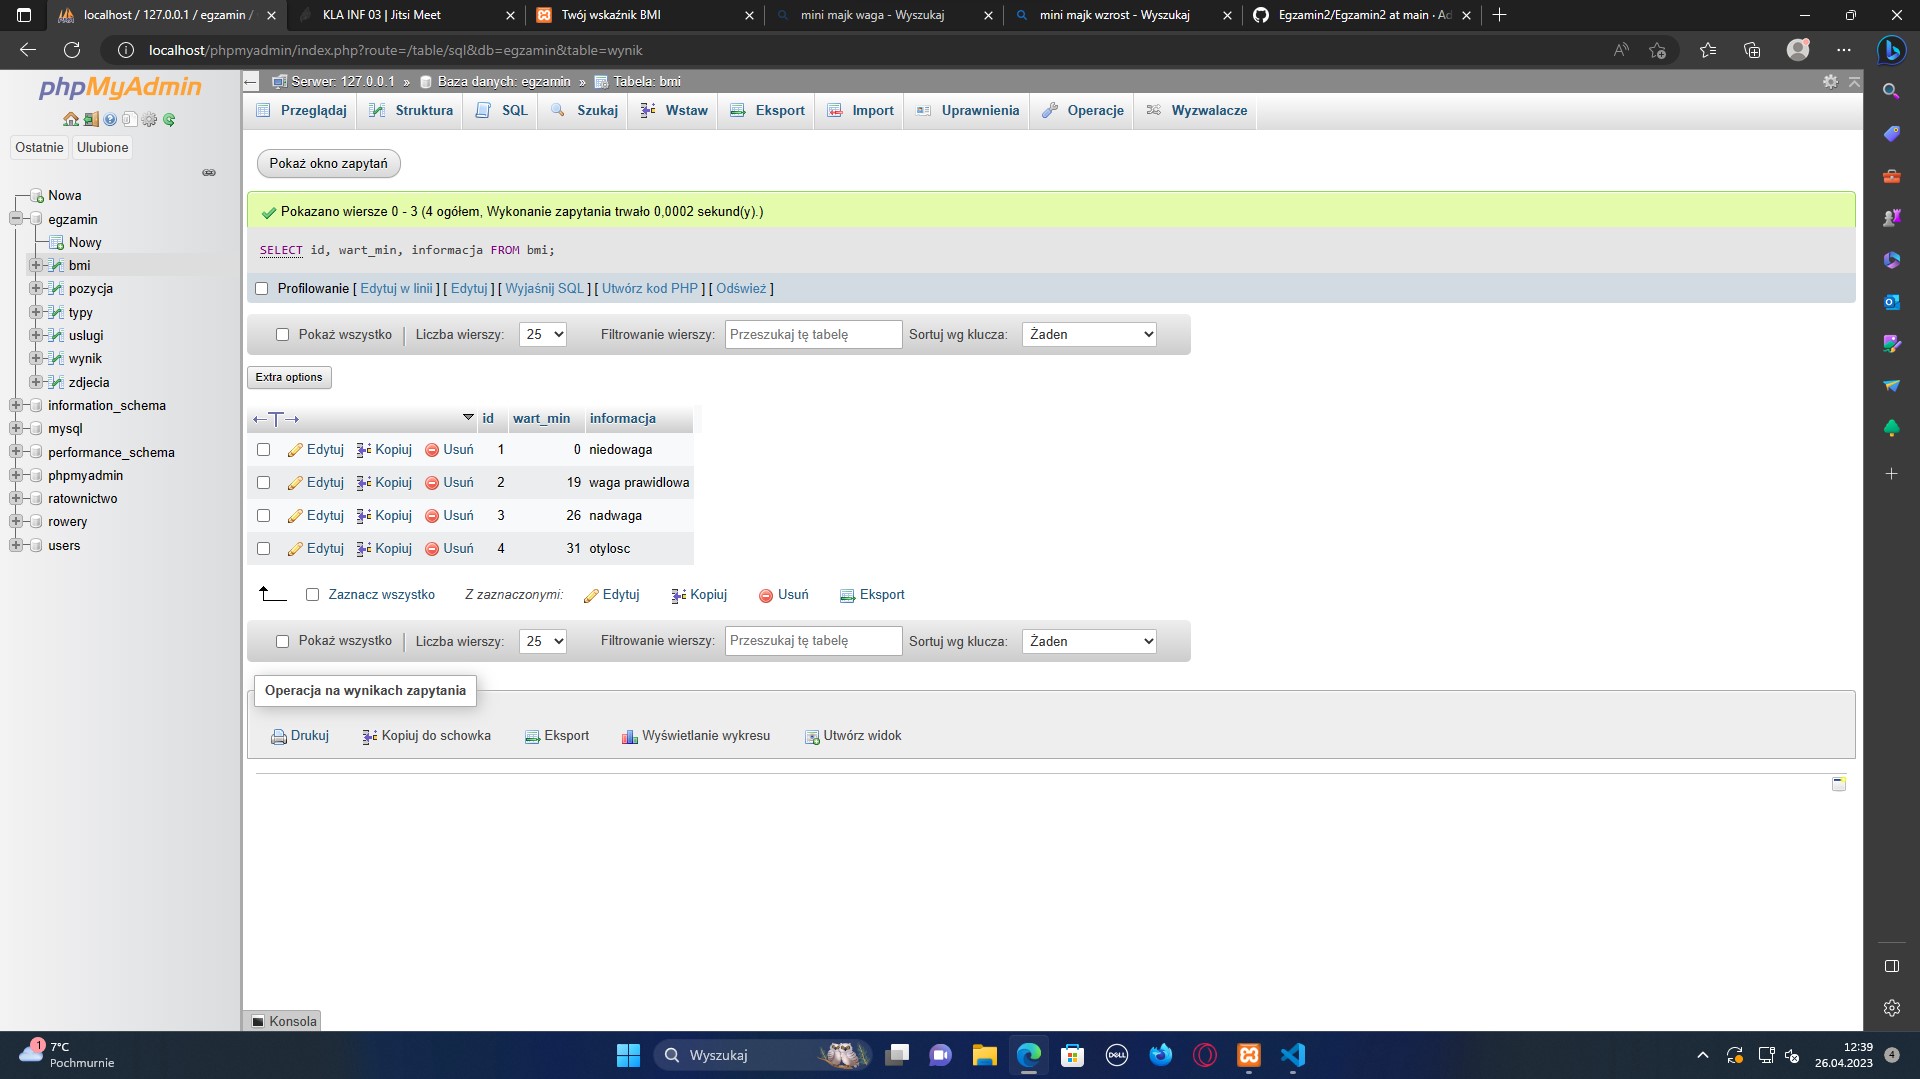 localhost / 127.0.0.1 / egzamin /
KLA INF 03 | Jitsi Meet
Twój wskaźnik BMI
mini majk waga - Wyszukaj
mini majk wzrost - Wyszukaj
Egzamin2/Egzamin2 at main · Ad
localhost/phpmyadmin/index.php?route=/table/sql&db=egzamin&table=wynik
phpMyAdmin
Ostatnie
Ulubione
Nowa
egzamin
Nowy
bmi
pozycja
typy
uslugi
wynik
zdjecia
information_schema
mysql
performance_schema
phpmyadmin
ratownictwo
rowery
users
Serwer: 127.0.0.1 » Baza danych: egzamin » Tabela: bmi
Przeglądaj Struktura SQL Szukaj Wstaw Eksport Import Uprawnienia Operacje Wyzwalacze
Pokaż okno zapytań
Pokazano wiersze 0 - 3 (4 ogółem, Wykonanie zapytania trwało 0,0002 sekund(y).)
SELECT id, wart_min, informacja FROM bmi;
Profilowanie [ Edytuj w linii ] [ Edytuj ] [ Wyjaśnij SQL ] [ Utwórz kod PHP ] [ Odśwież ]
Pokaż wszystko | Liczba wierszy: 25 Filtrowanie wierszy: Przeszukaj tę tabelę Sortuj wg klucza: Żaden
Extra options
←T→ id wart_min informacja
Edytuj Kopiuj Usuń 1 0 niedowaga
Edytuj Kopiuj Usuń 2 19 waga prawidlowa
Edytuj Kopiuj Usuń 3 26 nadwaga
Edytuj Kopiuj Usuń 4 31 otylosc
Zaznacz wszystko Z zaznaczonymi: Edytuj Kopiuj Usuń Eksport
Pokaż wszystko | Liczba wierszy: 25 Filtrowanie wierszy: Przeszukaj tę tabelę Sortuj wg klucza: Żaden
Operacja na wynikach zapytania
Drukuj Kopiuj do schowka Eksport Wyświetlanie wykresu Utwórz widok
Konsola
1
7°C
Pochmurnie
Wyszukaj
DELL
12:39
26.04.2023
4